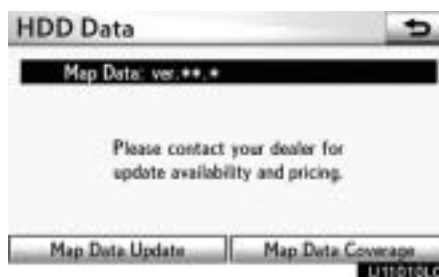 HDD Data
Map Data: ver.**.*
Please contact your dealer for
update availability and pricing.
Map Data Update
Map Data Coverage